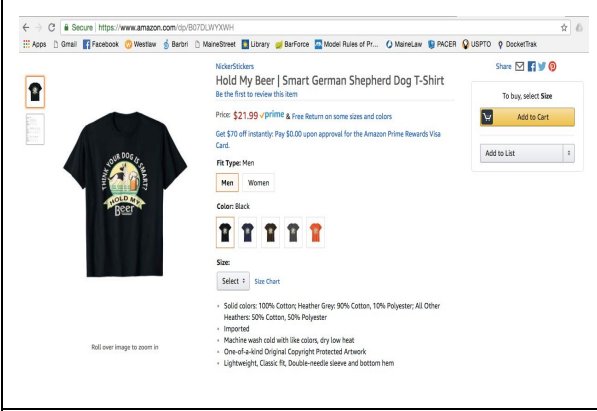 Secure | https://www.amazon.com/dp/B07DLWYXWH
Apps Gmail Facebook Westlaw Barbri MaineStreet Library BarForce Model Rules of Pr... MaineLaw PACER USPTO DocketTrak
NickerStickers
Hold My Beer | Smart German Shepherd Dog T-Shirt
Be the first to review this item
Price: $21.99 ✓prime & Free Return on some sizes and colors
Get $70 off instantly: Pay $0.00 upon approval for the Amazon Prime Rewards Visa
Card.
Fit Type: Men
Men Women
Color: Black
Size:
Select Size Chart
Solid colors: 100% Cotton; Heather Grey: 90% Cotton, 10% Polyester; All Other
Heathers: 50% Cotton, 50% Polyester
Imported
Machine wash cold with like colors, dry low heat
One-of-a-kind Original Copyright Protected Artwork
Lightweight, Classic fit, Double-needle sleeve and bottom hem
THINK YOUR DOG IS SMART?
HOLD MY
Beer
Roll over image to zoom in
Share
To buy, select Size
Add to Cart
Add to List